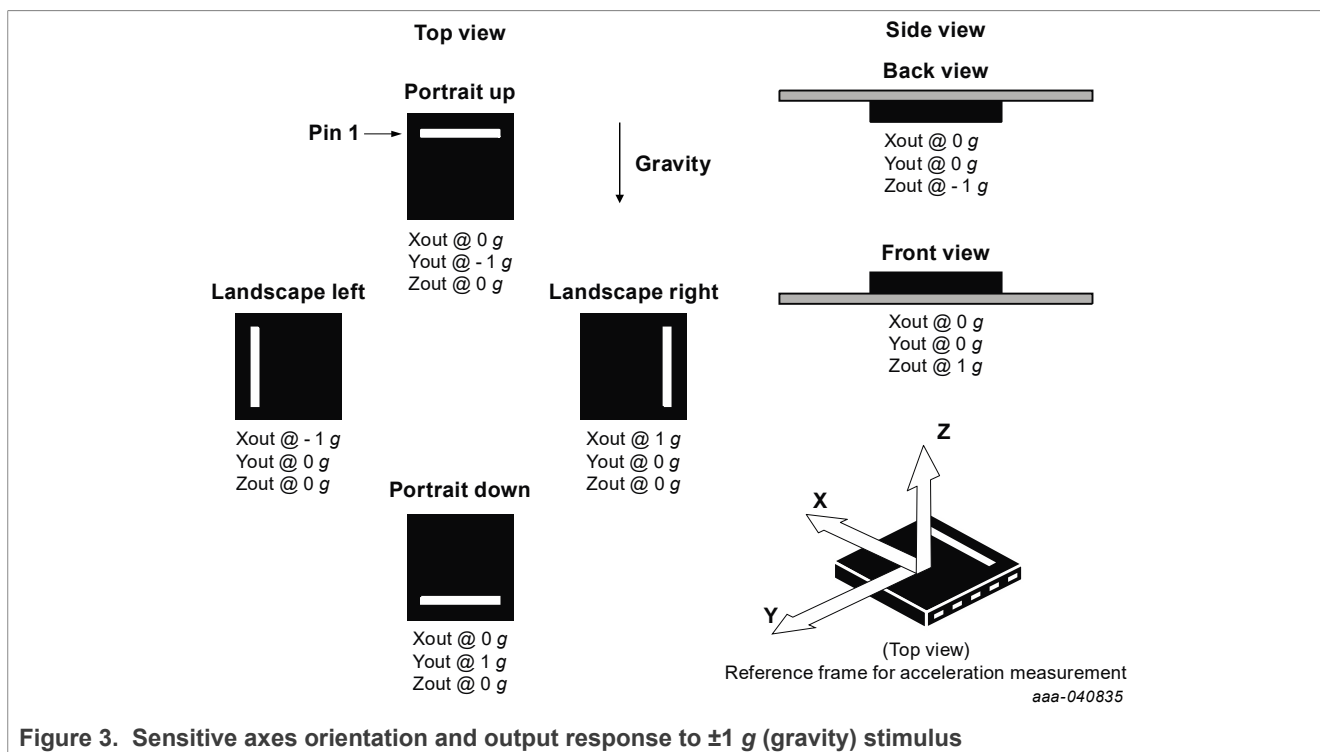 Top view
Side view
Back view
Portrait up
Pin 1
Gravity
Xout @ 0 g
Yout @ 0 g
Zout @ - 1 g
Xout @ 0 g
Yout @ - 1 g
Zout @ 0 g
Front view
Landscape left
Landscape right
Xout @ 0 g
Yout @ 0 g
Zout @ 1 g
Xout @ - 1 g
Yout @ 0 g
Zout @ 0 g
Xout @ 1 g
Yout @ 0 g
Zout @ 0 g
Portrait down
Z
X
Y
Xout @ 0 g
Yout @ 1 g
Zout @ 0 g
(Top view)
Reference frame for acceleration measurement
aaa-040835
Figure 3. Sensitive axes orientation and output response to ±1 g (gravity) stimulus